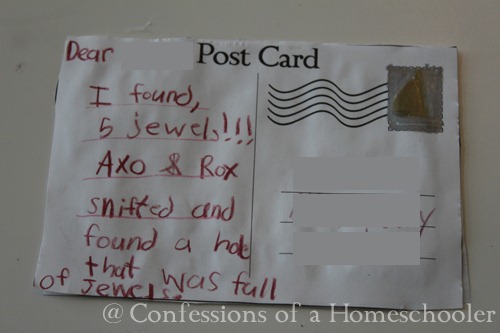 Dear
Post Card
I found,
5 jewels!!!
Axo & Rox
snifted and
found a hole
that was full
of Jewels.
@ Confessions of a Homeschooler